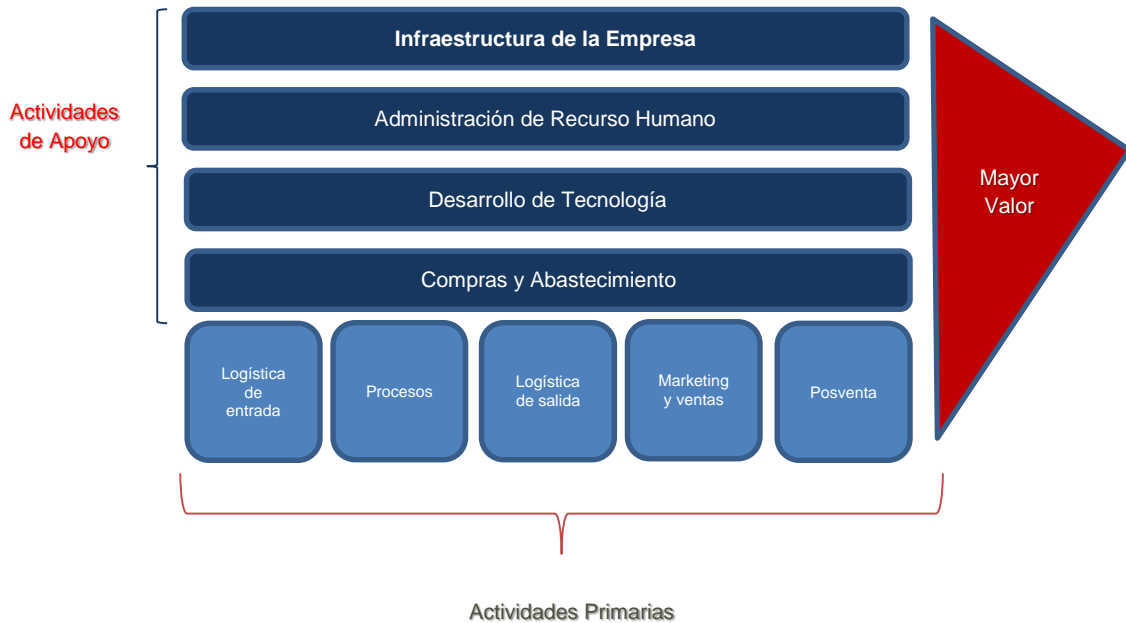 Infraestructura de la Empresa
Actividades
de Apoyo
Administración de Recurso Humano
Desarrollo de Tecnología
Mayor
Valor
Compras y Abastecimiento
Logística
de
entrada
Procesos
Logística
de salida
Marketing
y ventas
Posventa
Actividades Primarias